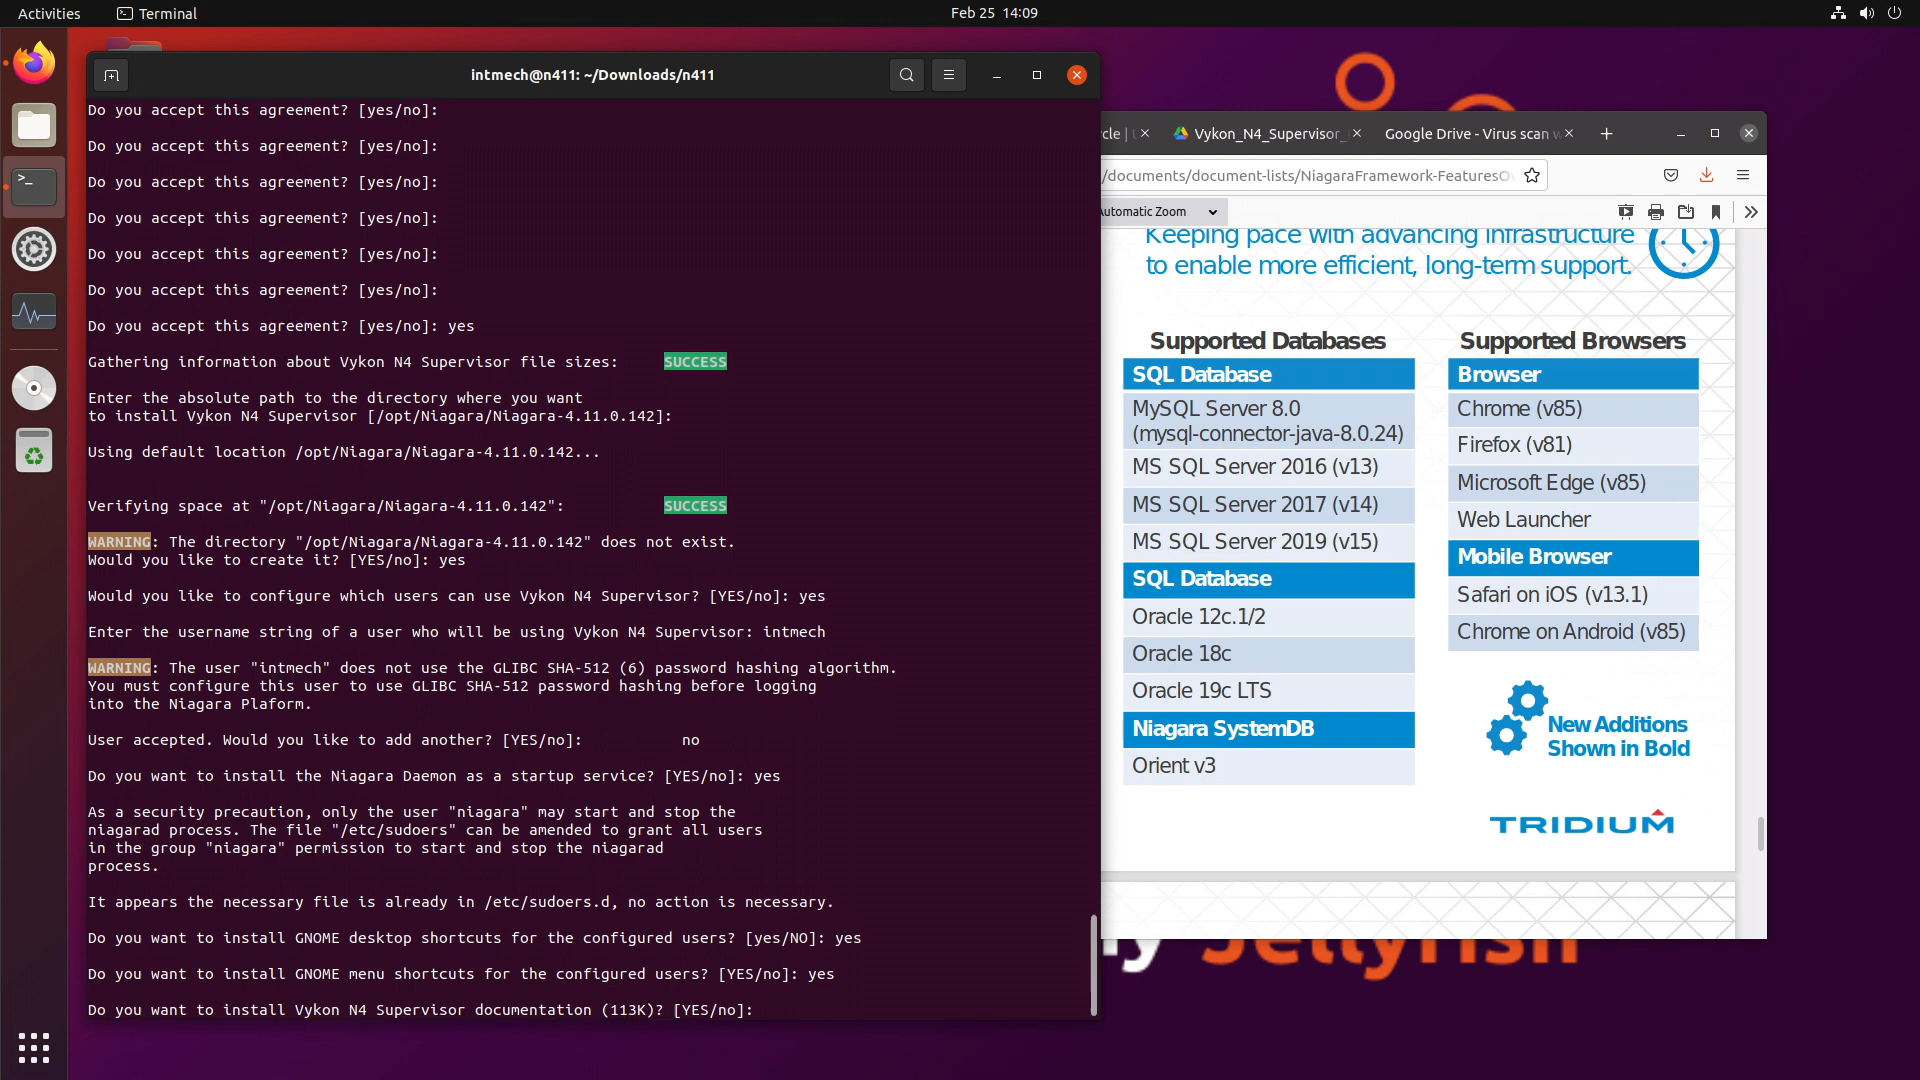 Activities
Terminal
Feb 25 14:09
intmech@n411: ~/Downloads/n411
Do you accept this agreement? [yes/no]:
Do you accept this agreement? [yes/no]:
Do you accept this agreement? [yes/no]:
Do you accept this agreement? [yes/no]:
Do you accept this agreement? [yes/no]:
Do you accept this agreement? [yes/no]:
Do you accept this agreement? [yes/no]: yes
Gathering information about Vykon N4 Supervisor file sizes: SUCCESS
Enter the absolute path to the directory where you want
to install Vykon N4 Supervisor [/opt/Niagara/Niagara-4.11.0.142]:
Using default location /opt/Niagara/Niagara-4.11.0.142...
Verifying space at "/opt/Niagara/Niagara-4.11.0.142": SUCCESS
WARNING: The directory "/opt/Niagara/Niagara-4.11.0.142" does not exist.
Would you like to create it? [YES/no]: yes
Would you like to configure which users can use Vykon N4 Supervisor? [YES/no]: yes
Enter the username string of a user who will be using Vykon N4 Supervisor: intmech
WARNING: The user "intmech" does not use the GLIBC SHA-512 (6) password hashing algorithm.
You must configure this user to use GLIBC SHA-512 password hashing before logging
into the Niagara Plaform.
User accepted. Would you like to add another? [YES/no]: no
Do you want to install the Niagara Daemon as a startup service? [YES/no]: yes
As a security precaution, only the user "niagara" may start and stop the
niagarad process. The file "/etc/sudoers" can be amended to grant all users
in the group "niagara" permission to start and stop the niagarad
process.
It appears the necessary file is already in /etc/sudoers.d, no action is necessary.
Do you want to install GNOME desktop shortcuts for the configured users? [yes/NO]: yes
Do you want to install GNOME menu shortcuts for the configured users? [YES/no]: yes
Do you want to install Vykon N4 Supervisor documentation (113K)? [YES/no]:
cle |
Vykon_N4_Supervisor_
Google Drive - Virus scan w
/documents/document-lists/NiagaraFramework-FeaturesOv
Automatic Zoom
Keeping pace with advancing infrastructure
to enable more efficient, long-term support.
Supported Databases
SQL Database
MySQL Server 8.0
(mysql-connector-java-8.0.24)
MS SQL Server 2016 (v13)
MS SQL Server 2017 (v14)
MS SQL Server 2019 (v15)
SQL Database
Oracle 12c.1/2
Oracle 18c
Oracle 19c LTS
Niagara SystemDB
Orient v3
Supported Browsers
Browser
Chrome (v85)
Firefox (v81)
Microsoft Edge (v85)
Web Launcher
Mobile Browser
Safari on iOS (v13.1)
Chrome on Android (v85)
New Additions
Shown in Bold
TRIDIUM
Jellyfish